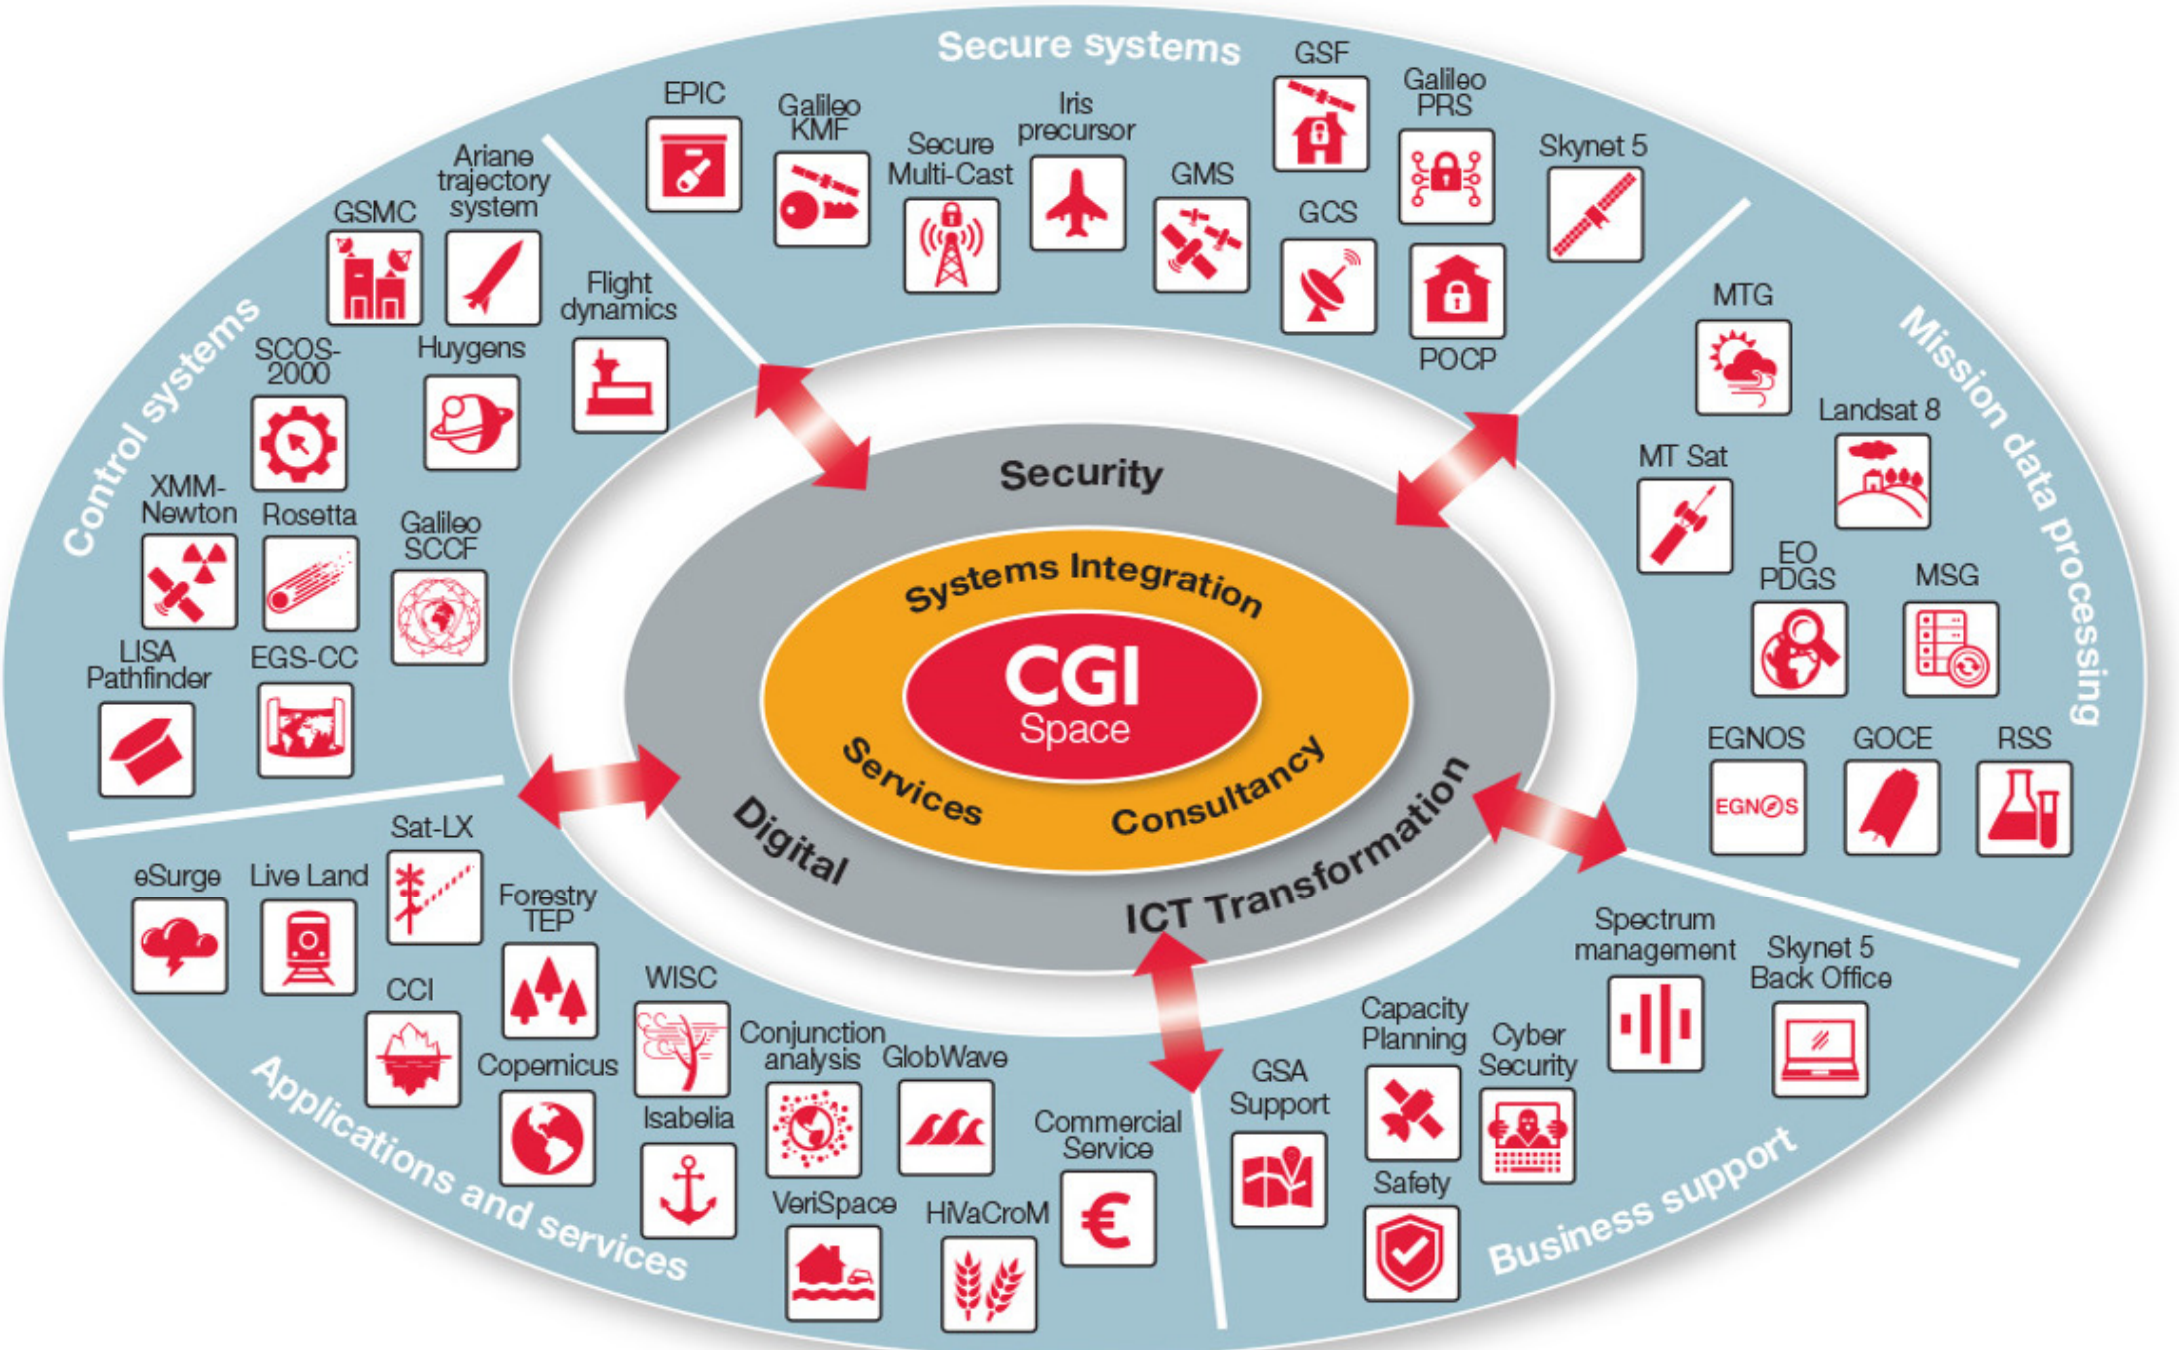 Secure systems
EPIC
Galileo
KMF
Secure
Multi-Cast
Iris
precursor
GMS
GSF
GCS
Galileo
PRS
POCP
Skynet 5
Mission data processing
MTG
Landsat 8
MT Sat
EO
PDGS
MSG
EGNOS
EGNOS
GOCE
RSS
Business support
Spectrum
management
Skynet 5
Back Office
Capacity
Planning
Cyber
Security
GSA
Support
Safety
Applications and services
Sat-LX
eSurge
Live Land
Forestry
TEP
CCI
WISC
Copernicus
Conjunction
analysis
GlobWave
Isabelia
Commercial
Service
€
VeriSpace
HiVaCroM
Control systems
Ariane
trajectory
system
GSMC
Flight
dynamics
SCOS-
2000
Huygens
XMM-
Newton
Rosetta
Galileo
SCCF
LISA
Pathfinder
EGS-CC
Security
Digital
ICT Transformation
Systems Integration
Services
Consultancy
CGI
Space